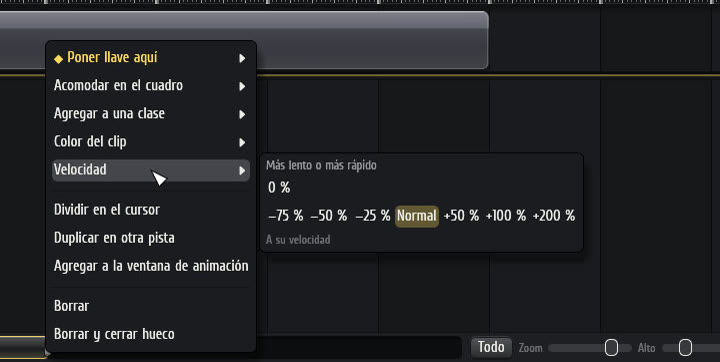 ◆ Poner llave aquí
Acomodar en el cuadro
Agregar a una clase
Color del clip
Velocidad
Dividir en el cursor
Duplicar en otra pista
Agregar a la ventana de animación
Borrar
Borrar y cerrar hueco
Más lento o más rápido
0 %
–75 % –50 % –25 % Normal +50 % +100 % +200 %
A su velocidad
Todo Zoom Alto